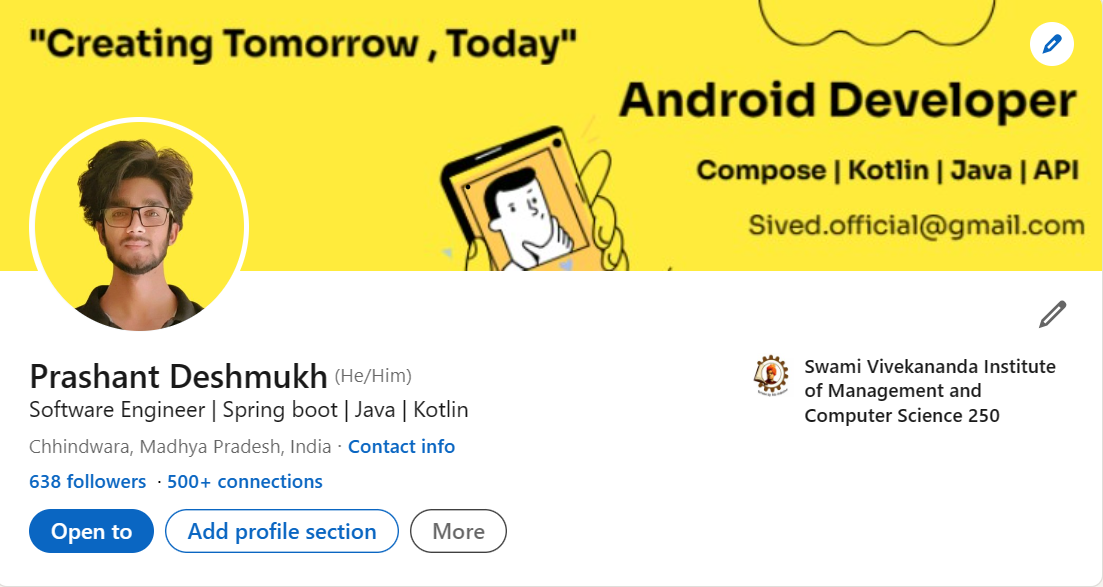 "Creating Tomorrow , Today"
Android Developer
Compose | Kotlin | Java | API
Sived.official@gmail.com
Prashant Deshmukh (He/Him)
Software Engineer | Spring boot | Java | Kotlin
Chhindwara, Madhya Pradesh, India · Contact info
638 followers · 500+ connections
Open to
Add profile section
More
Swami Vivekananda Institute
of Management and
Computer Science 250